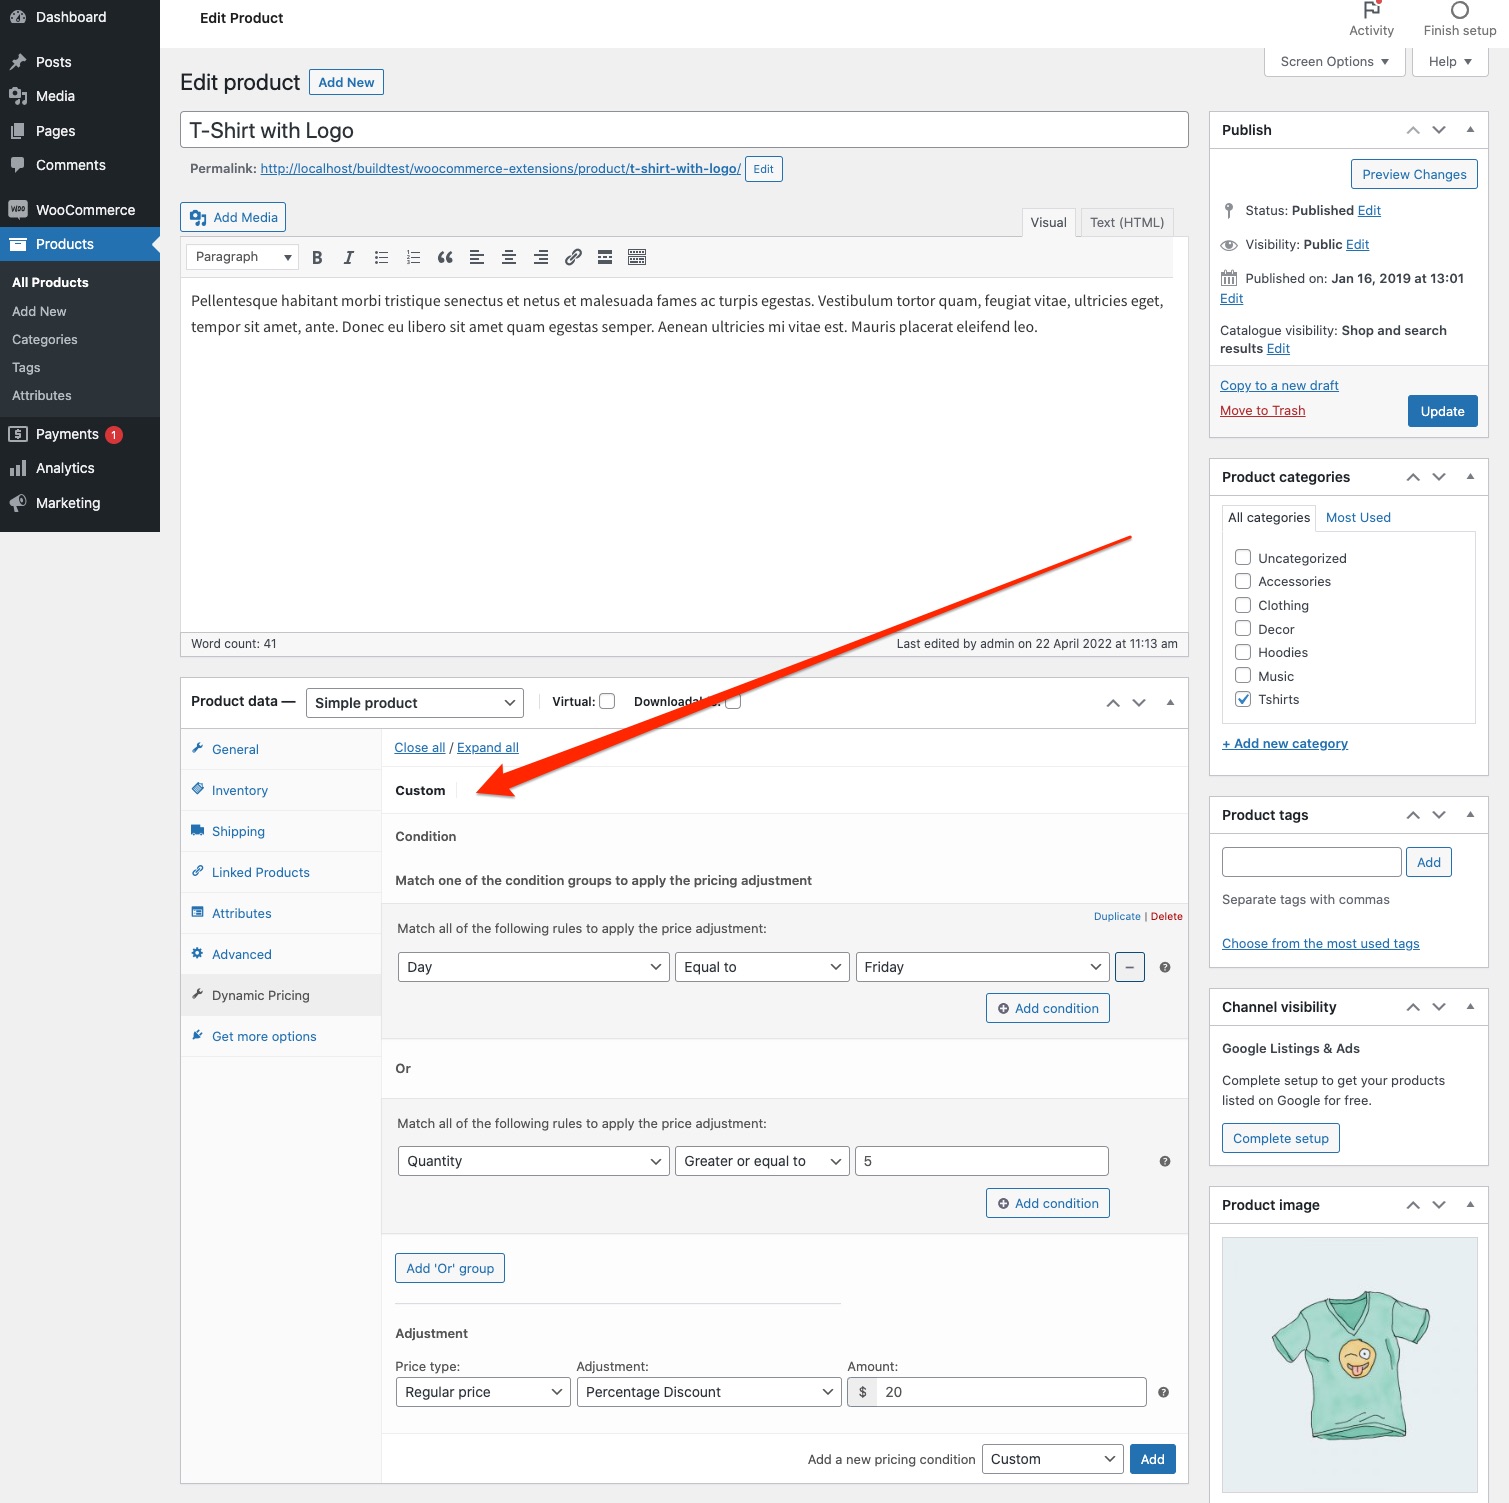 Dashboard
Posts
Media
Pages
Comments
WooCommerce
Products
All Products
Add New
Categories
Tags
Attributes
Payments 1
Analytics
Marketing
Edit Product
Activity
Finish setup
Screen Options
Help
Edit product
Add New
T-Shirt with Logo
Permalink: http://localhost/buildtest/woocommerce-extensions/product/t-shirt-with-logo/ Edit
Add Media
Visual
Text (HTML)
Paragraph
Pellentesque habitant morbi tristique senectus et netus et malesuada fames ac turpis egestas. Vestibulum tortor quam, feugiat vitae, ultricies eget,
tempor sit amet, ante. Donec eu libero sit amet quam egestas semper. Aenean ultricies mi vitae est. Mauris placerat eleifend leo.
Word count: 41
Last edited by admin on 22 April 2022 at 11:13 am
Product data —
Simple product
Virtual:
General
Inventory
Shipping
Linked Products
Attributes
Advanced
Dynamic Pricing
Get more options
Close all / Expand all
Custom
Condition
Match one of the condition groups to apply the pricing adjustment
Duplicate | Delete
Match all of the following rules to apply the price adjustment:
Day
Equal to
Friday
Add condition
Or
Match all of the following rules to apply the price adjustment:
Quantity
Greater or equal to
5
Add condition
Add 'Or' group
Adjustment
Price type:
Adjustment:
Amount:
Regular price
Percentage Discount
$ 20
Add a new pricing condition
Custom
Add
Publish
Preview Changes
Status: Published Edit
Visibility: Public Edit
Published on: Jan 16, 2019 at 13:01
Edit
Catalogue visibility: Shop and search
results Edit
Copy to a new draft
Move to Trash
Update
Product categories
All categories
Most Used
Uncategorized
Accessories
Clothing
Decor
Hoodies
Music
Tshirts
+ Add new category
Product tags
Add
Separate tags with commas
Choose from the most used tags
Channel visibility
Google Listings & Ads
Complete setup to get your products
listed on Google for free.
Complete setup
Product image